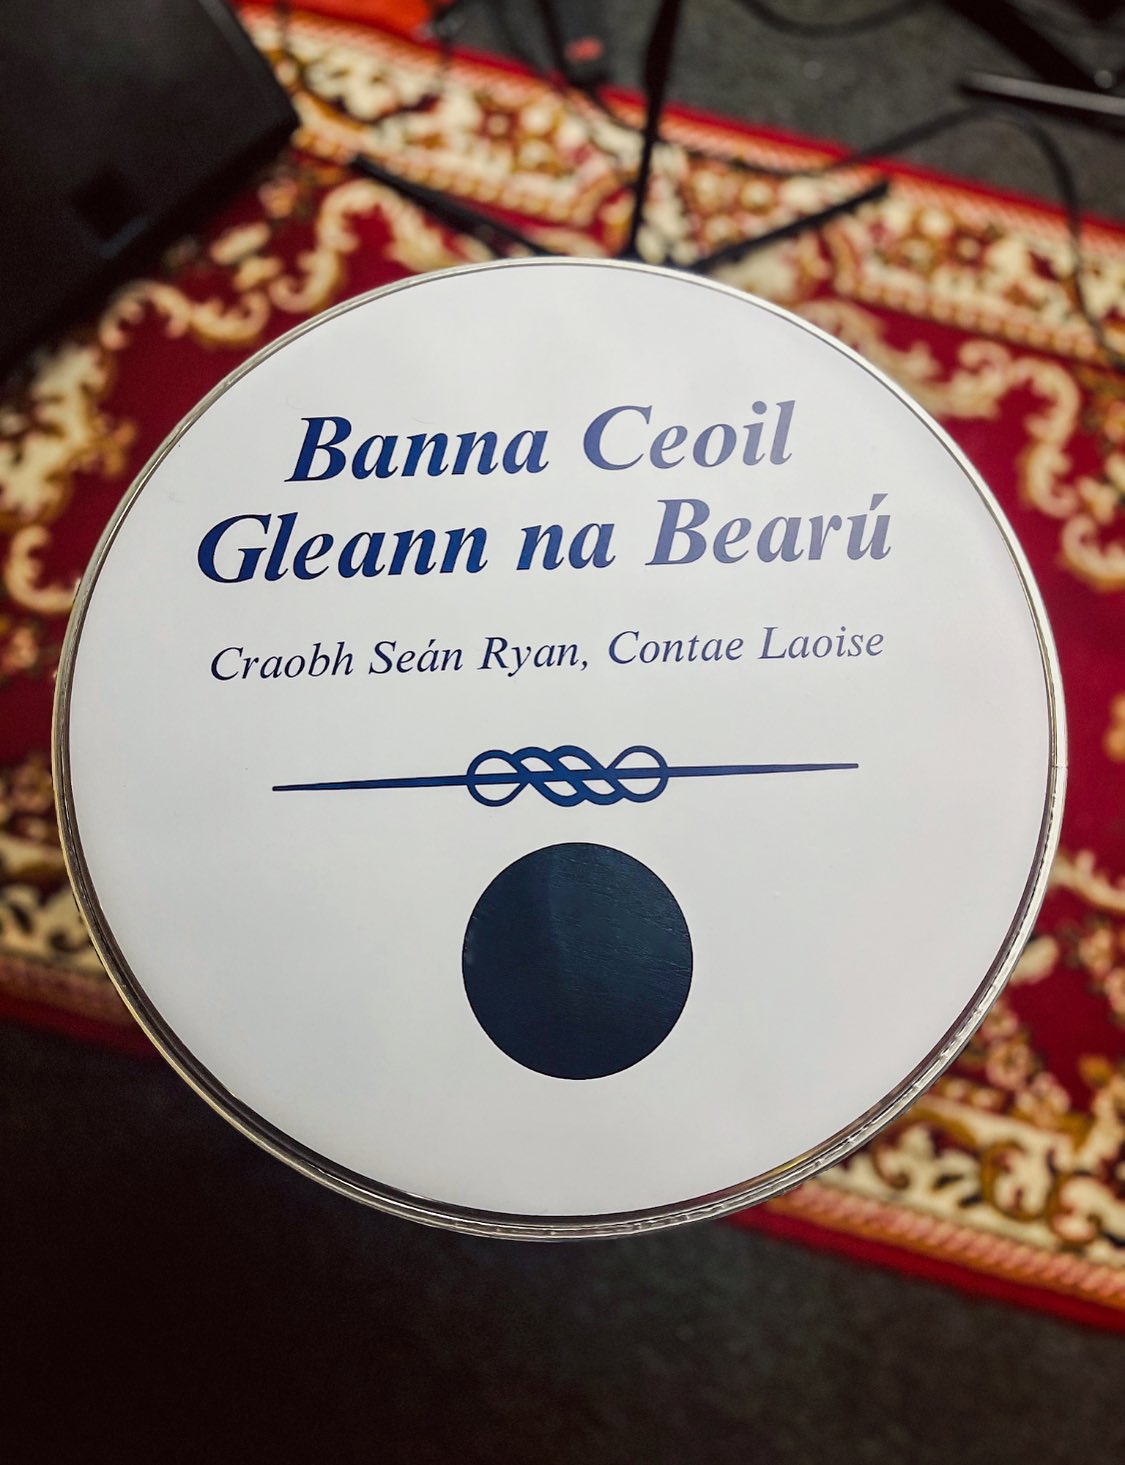 Banna Ceoil
Gleann na Bearú
Craobh Seán Ryan, Contae Laoise